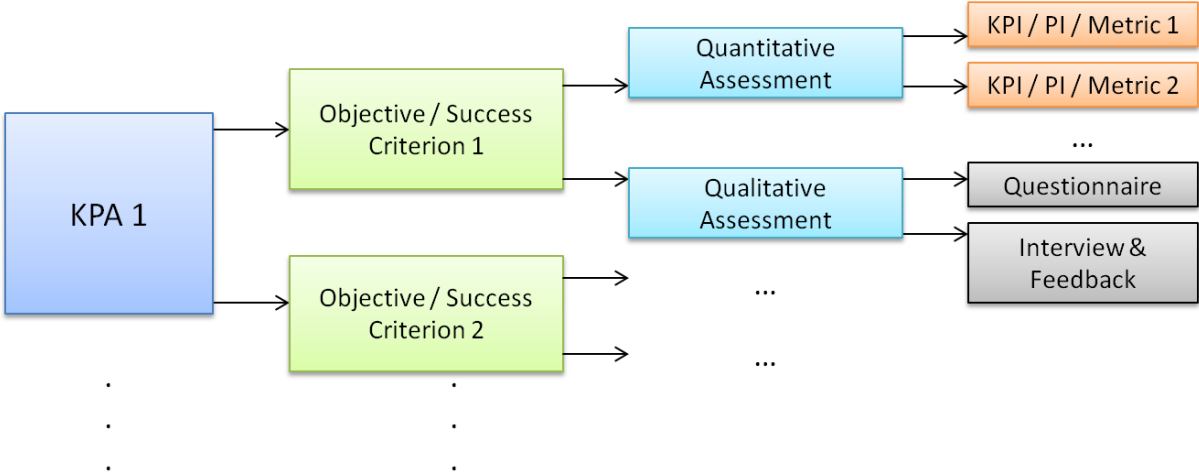 KPA 1
Objective / Success
Criterion 1
Objective / Success
Criterion 2
Quantitative
Assessment
Qualitative
Assessment
...
...
KPI / PI / Metric 1
KPI / PI / Metric 2
...
Questionnaire
Interview &
Feedback
.
.
.
.
.
.